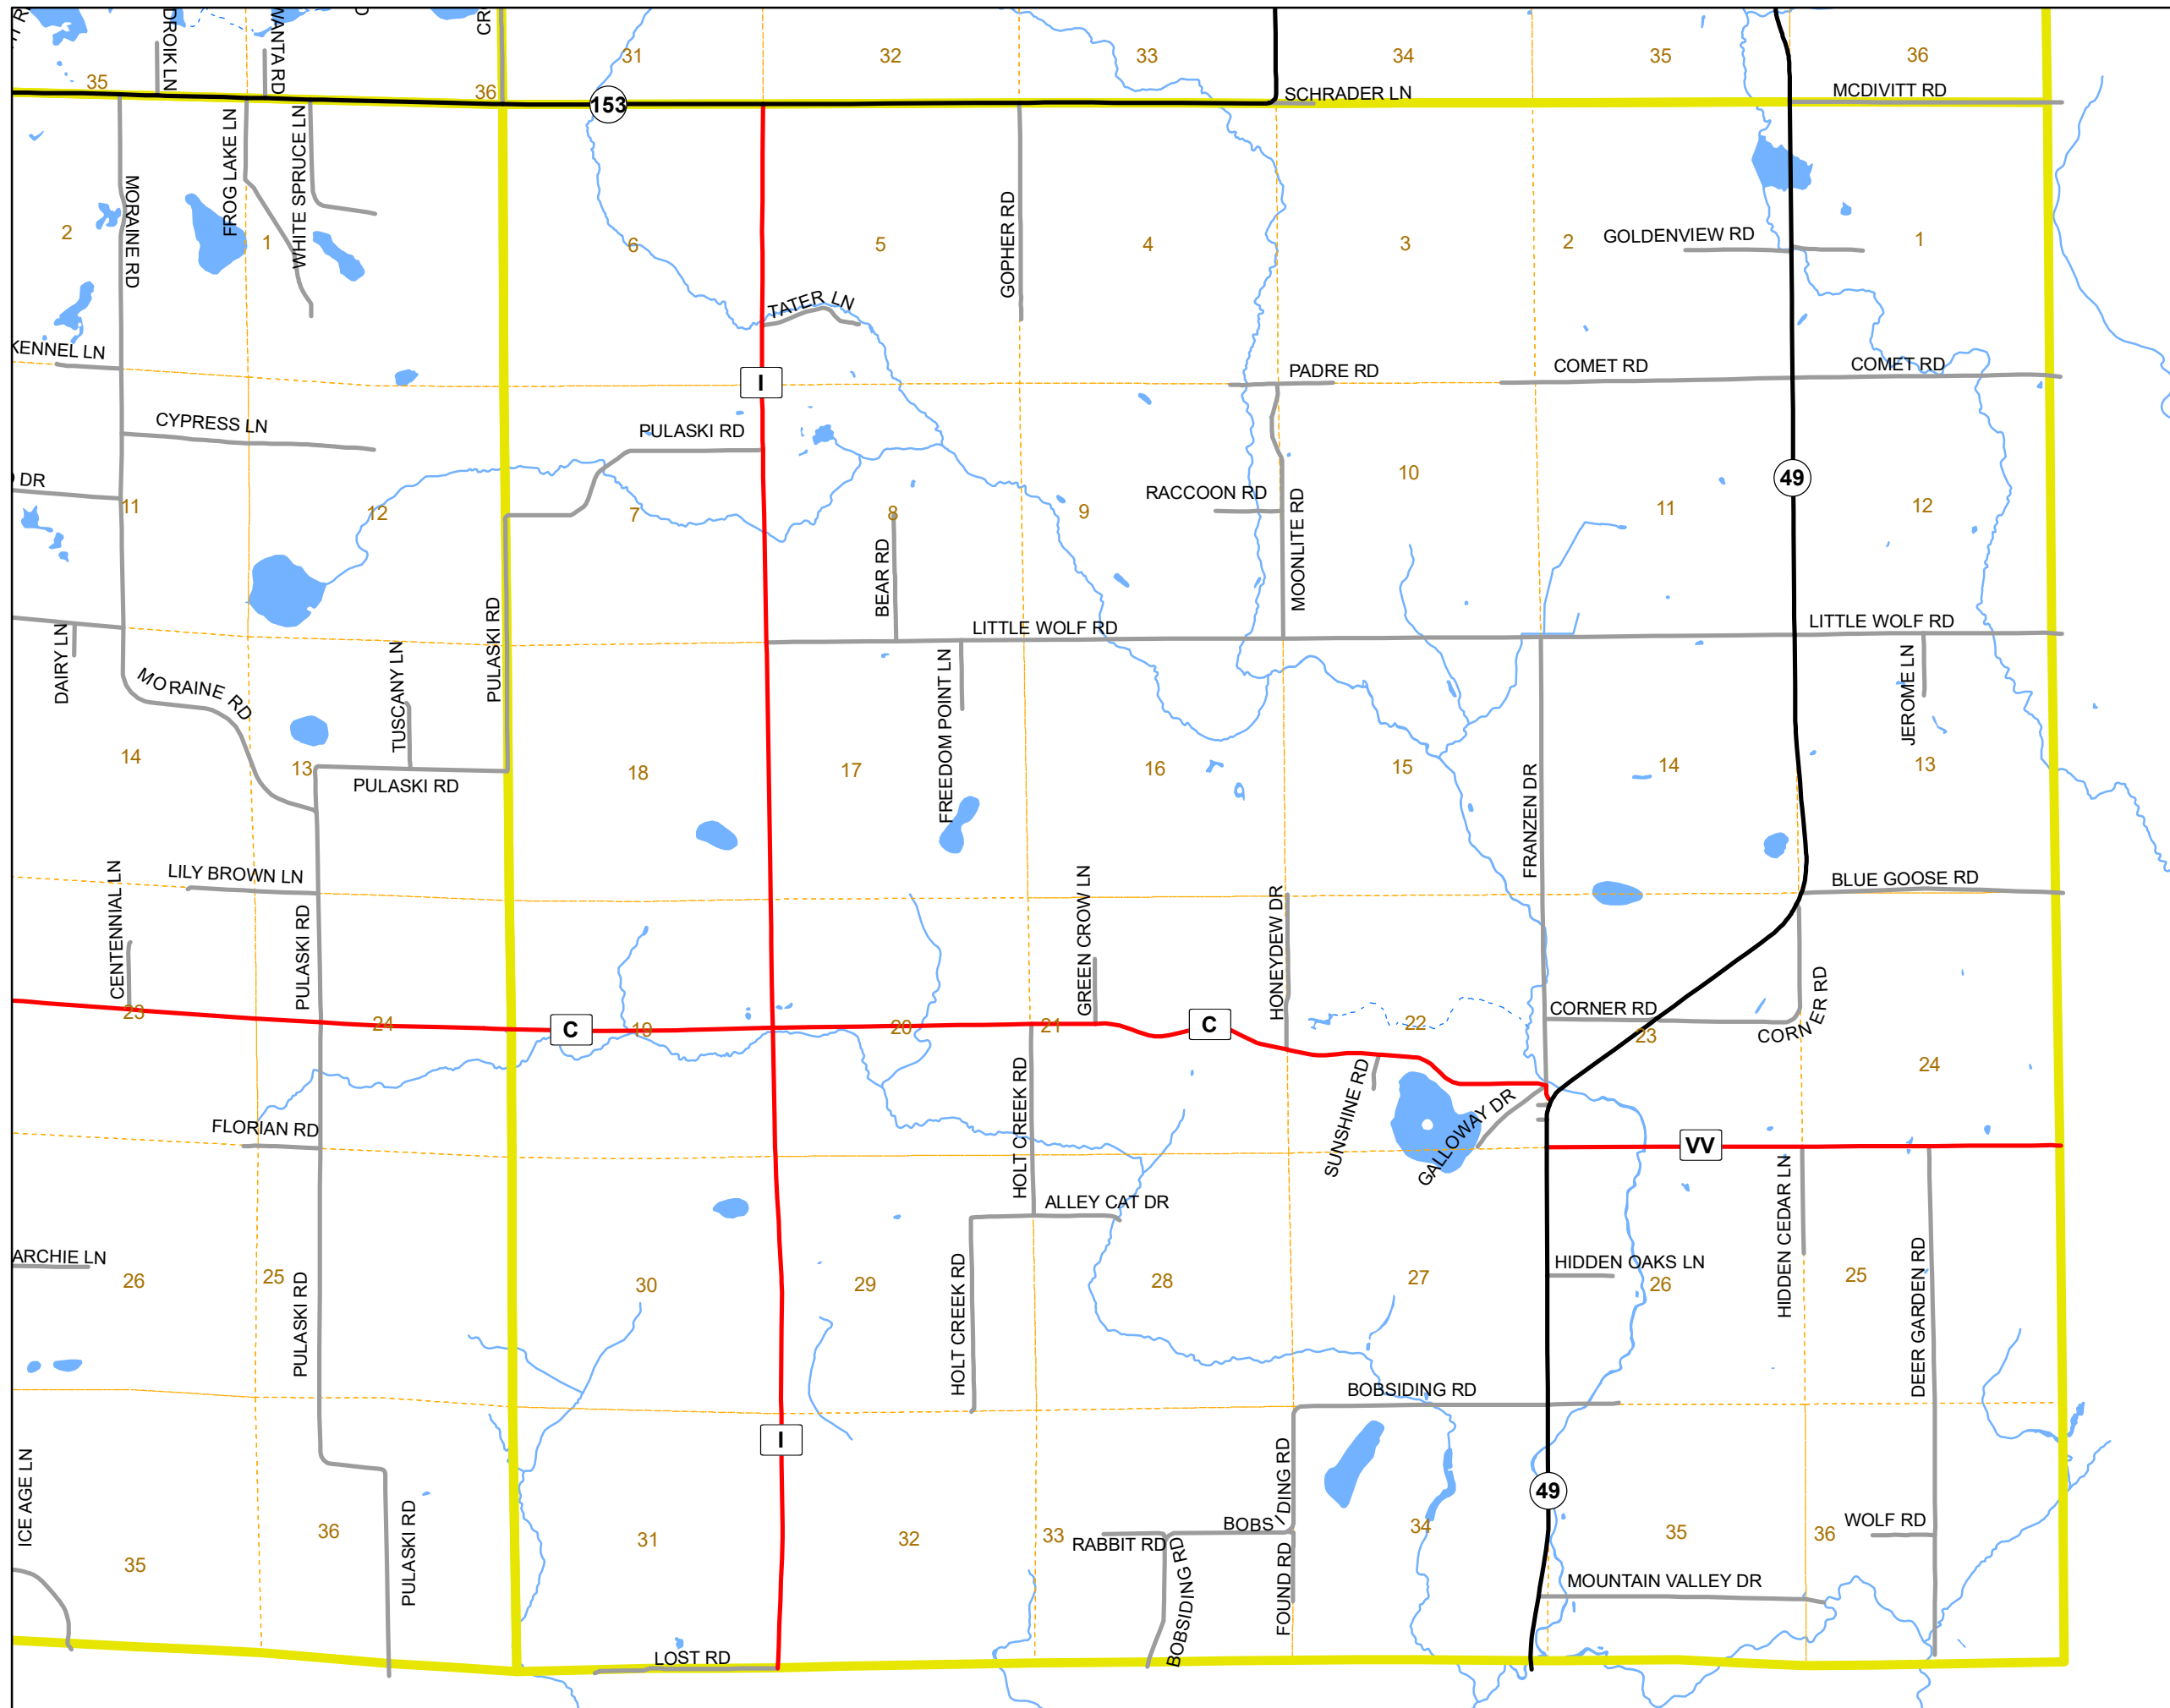 DROIK LN
WANTA RD
CR
31
32
33
34
35
36
35
36
153
SCHRADER LN
MCDIVITT RD
FROG LAKE LN
WHITE SPRUCE LN
MORAINE RD
GOPHER RD
2
1
6
5
4
3
2
GOLDENVIEW RD
1
TATER LN
KENNEL LN
I
PADRE RD
COMET RD
COMET RD
CYPRESS LN
PULASKI RD
10
49
DR
11
12
7
8
9
RACCOON RD
MOONLITE RD
11
12
BEAR RD
PULASKI RD
LITTLE WOLF RD
LITTLE WOLF RD
DAIRY LN
MORAINE RD
TUSCANY LN
FREEDOM POINT LN
JEROME LN
14
13
PULASKI RD
18
17
16
15
FRANZEN DR
14
13
LILY BROWN LN
CENTENNIAL LN
PULASKI RD
GREEN CROW LN
HONEYDEW DR
BLUE GOOSE RD
23
24
C
19
20
21
C
22
CORNER RD
CORNER RD
23
24
FLORIAN RD
HOLT CREEK RD
SUNSHINE RD
GALLOWAY DR
VV
ALLEY CAT DR
HIDDEN CEDAR LN
ARCHIE LN
26
25
PULASKI RD
30
29
HOLT CREEK RD
28
27
HIDDEN OAKS LN
26
25
DEER GARDEN RD
BOBSIDING RD
I
ICE AGE LN
PULASKI RD
49
35
36
31
32
33
RABBIT RD
BOBSIDING RD
34
35
36
WOLF RD
BOBSIDING RD
FOUND RD
MOUNTAIN VALLEY DR
LOST RD